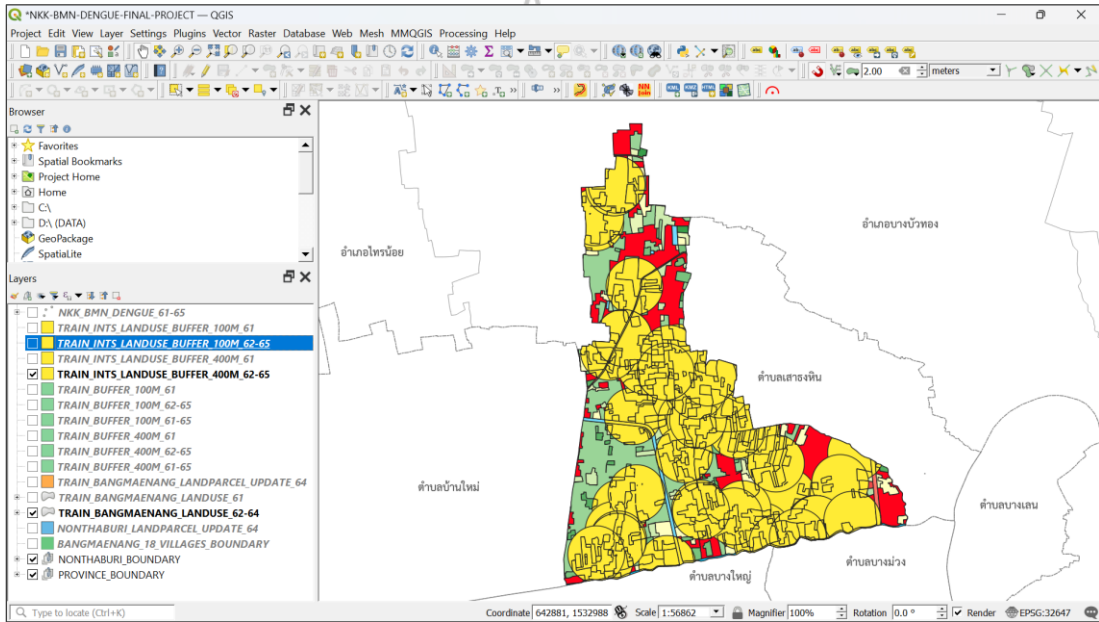 *NKK-BMN-DENGUE-FINAL-PROJECT — QGIS
Project Edit View Layer Settings Plugins Vector Raster Database Web Mesh MMQGIS Processing Help
2.00 meters
Browser
Favorites
Spatial Bookmarks
Project Home
Home
C:\
D:\ (DATA)
GeoPackage
SpatiaLite
Layers
NKK_BMN_DENGUE_61-65
TRAIN_INTS_LANDUSE_BUFFER_100M_61
TRAIN_INTS_LANDUSE_BUFFER_100M_62-65
TRAIN_INTS_LANDUSE_BUFFER_400M_61
TRAIN_INTS_LANDUSE_BUFFER_400M_62-65
TRAIN_BUFFER_100M_61
TRAIN_BUFFER_100M_62-65
TRAIN_BUFFER_100M_61-65
TRAIN_BUFFER_400M_61
TRAIN_BUFFER_400M_62-65
TRAIN_BUFFER_400M_61-65
TRAIN_BANGMAENANG_LANDPARCEL_UPDATE_64
TRAIN_BANGMAENANG_LANDUSE_61
TRAIN_BANGMAENANG_LANDUSE_62-64
NONTHABURI_LANDPARCEL_UPDATE_64
BANGMAENANG_18_VILLAGES_BOUNDARY
NONTHABURI_BOUNDARY
PROVINCE_BOUNDARY
อำเภอบางบัวทอง
อำเภอไทรน้อย
ตำบลเสาธงหิน
ตำบลบ้านใหม่
ตำบลบางเลน
ตำบลบางม่วง
ตำบลบางใหญ่
Type to locate (Ctrl+K)
Coordinate 642881, 1532988 Scale 1:56862 Magnifier 100% Rotation 0.0 ° Render EPSG:32647